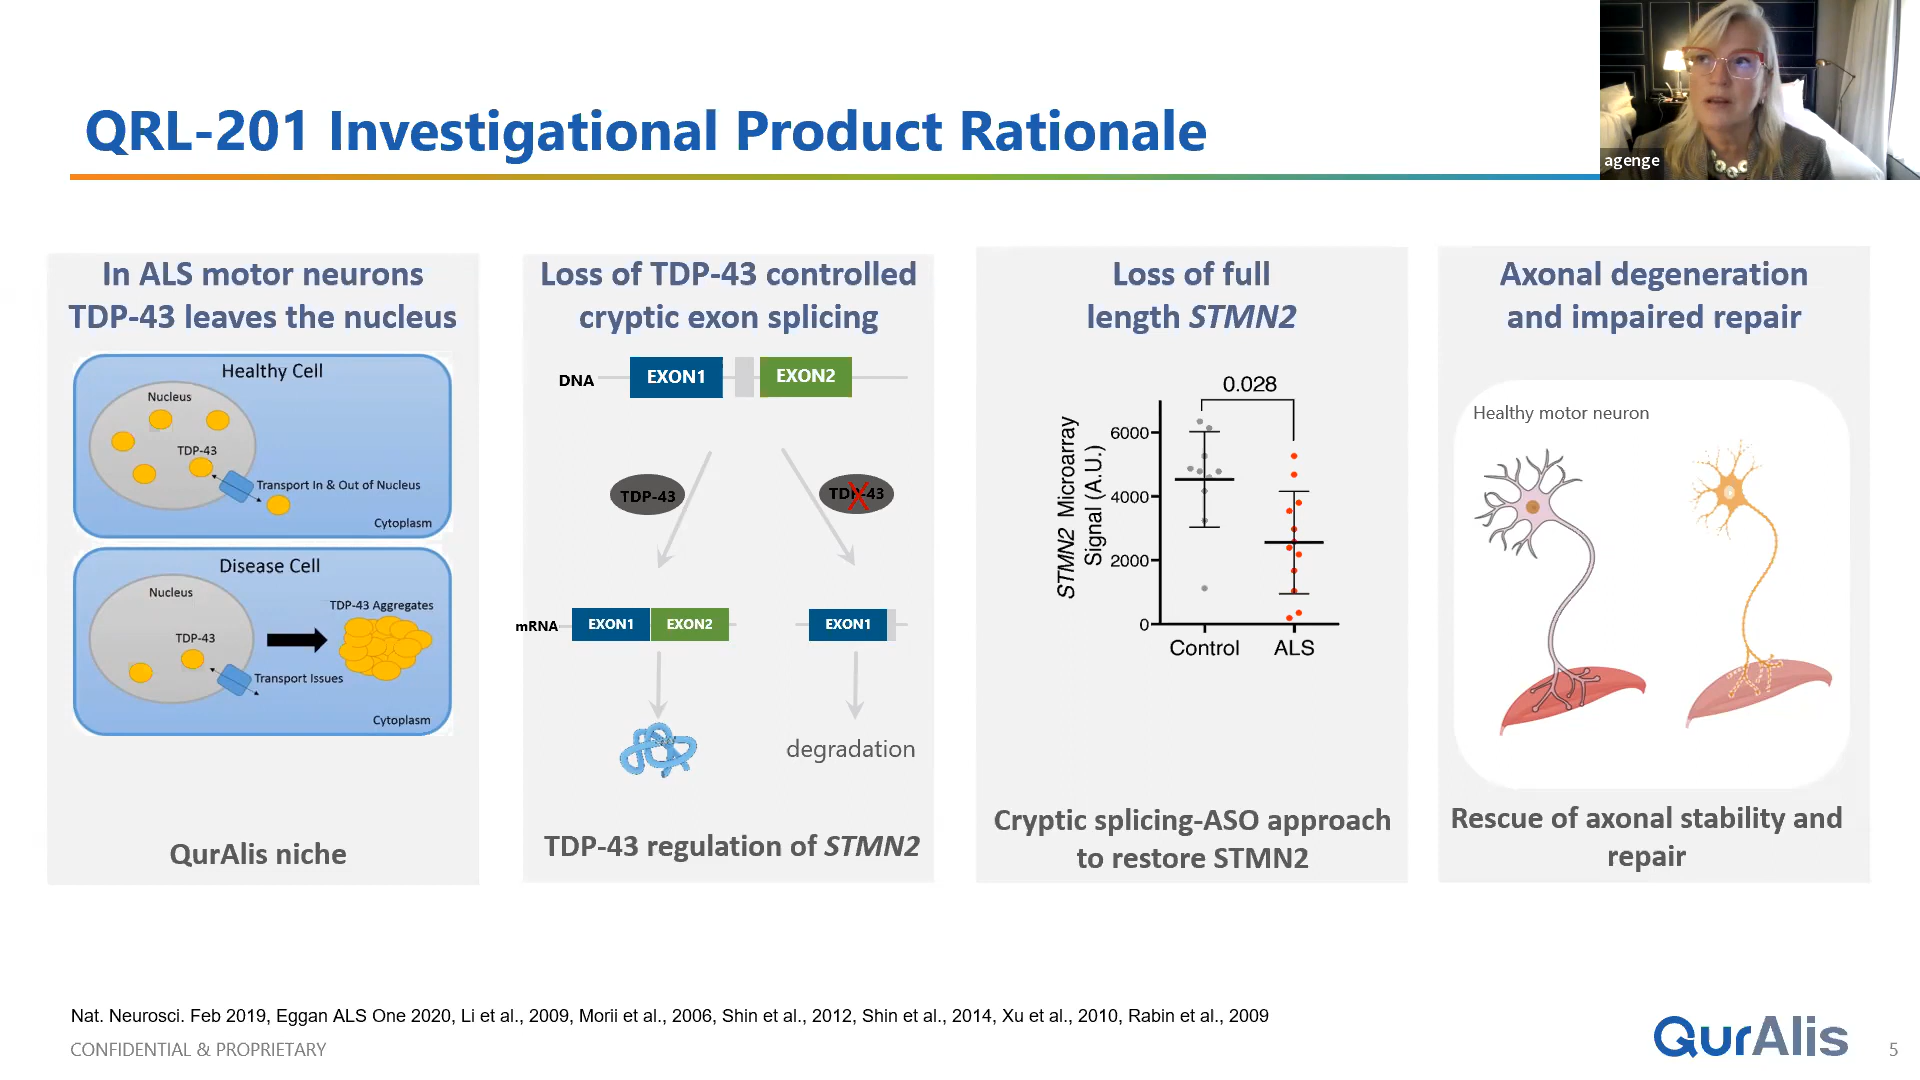 QRL-201 Investigational Product Rationale
agenge
In ALS motor neurons
TDP-43 leaves the nucleus
Healthy Cell
Nucleus
TDP-43
Transport In & Out of Nucleus
Cytoplasm
Disease Cell
Nucleus
TDP-43 Aggregates
TDP-43
Transport Issues
Cytoplasm
QurAlis niche
Loss of TDP-43 controlled
cryptic exon splicing
DNA
EXON1
EXON2
TDP-43
TDP-43
mRNA
EXON1
EXON2
EXON1
degradation
TDP-43 regulation of STMN2
Loss of full
length STMN2
0.028
STMN2 Microarray
Signal (A.U.)
6000
4000
2000
0
Control
ALS
Cryptic splicing-ASO approach
to restore STMN2
Axonal degeneration
and impaired repair
Healthy motor neuron
Rescue of axonal stability and
repair
Nat. Neurosci. Feb 2019, Eggan ALS One 2020, Li et al., 2009, Morii et al., 2006, Shin et al., 2012, Shin et al., 2014, Xu et al., 2010, Rabin et al., 2009
CONFIDENTIAL & PROPRIETARY
QurAlis
5